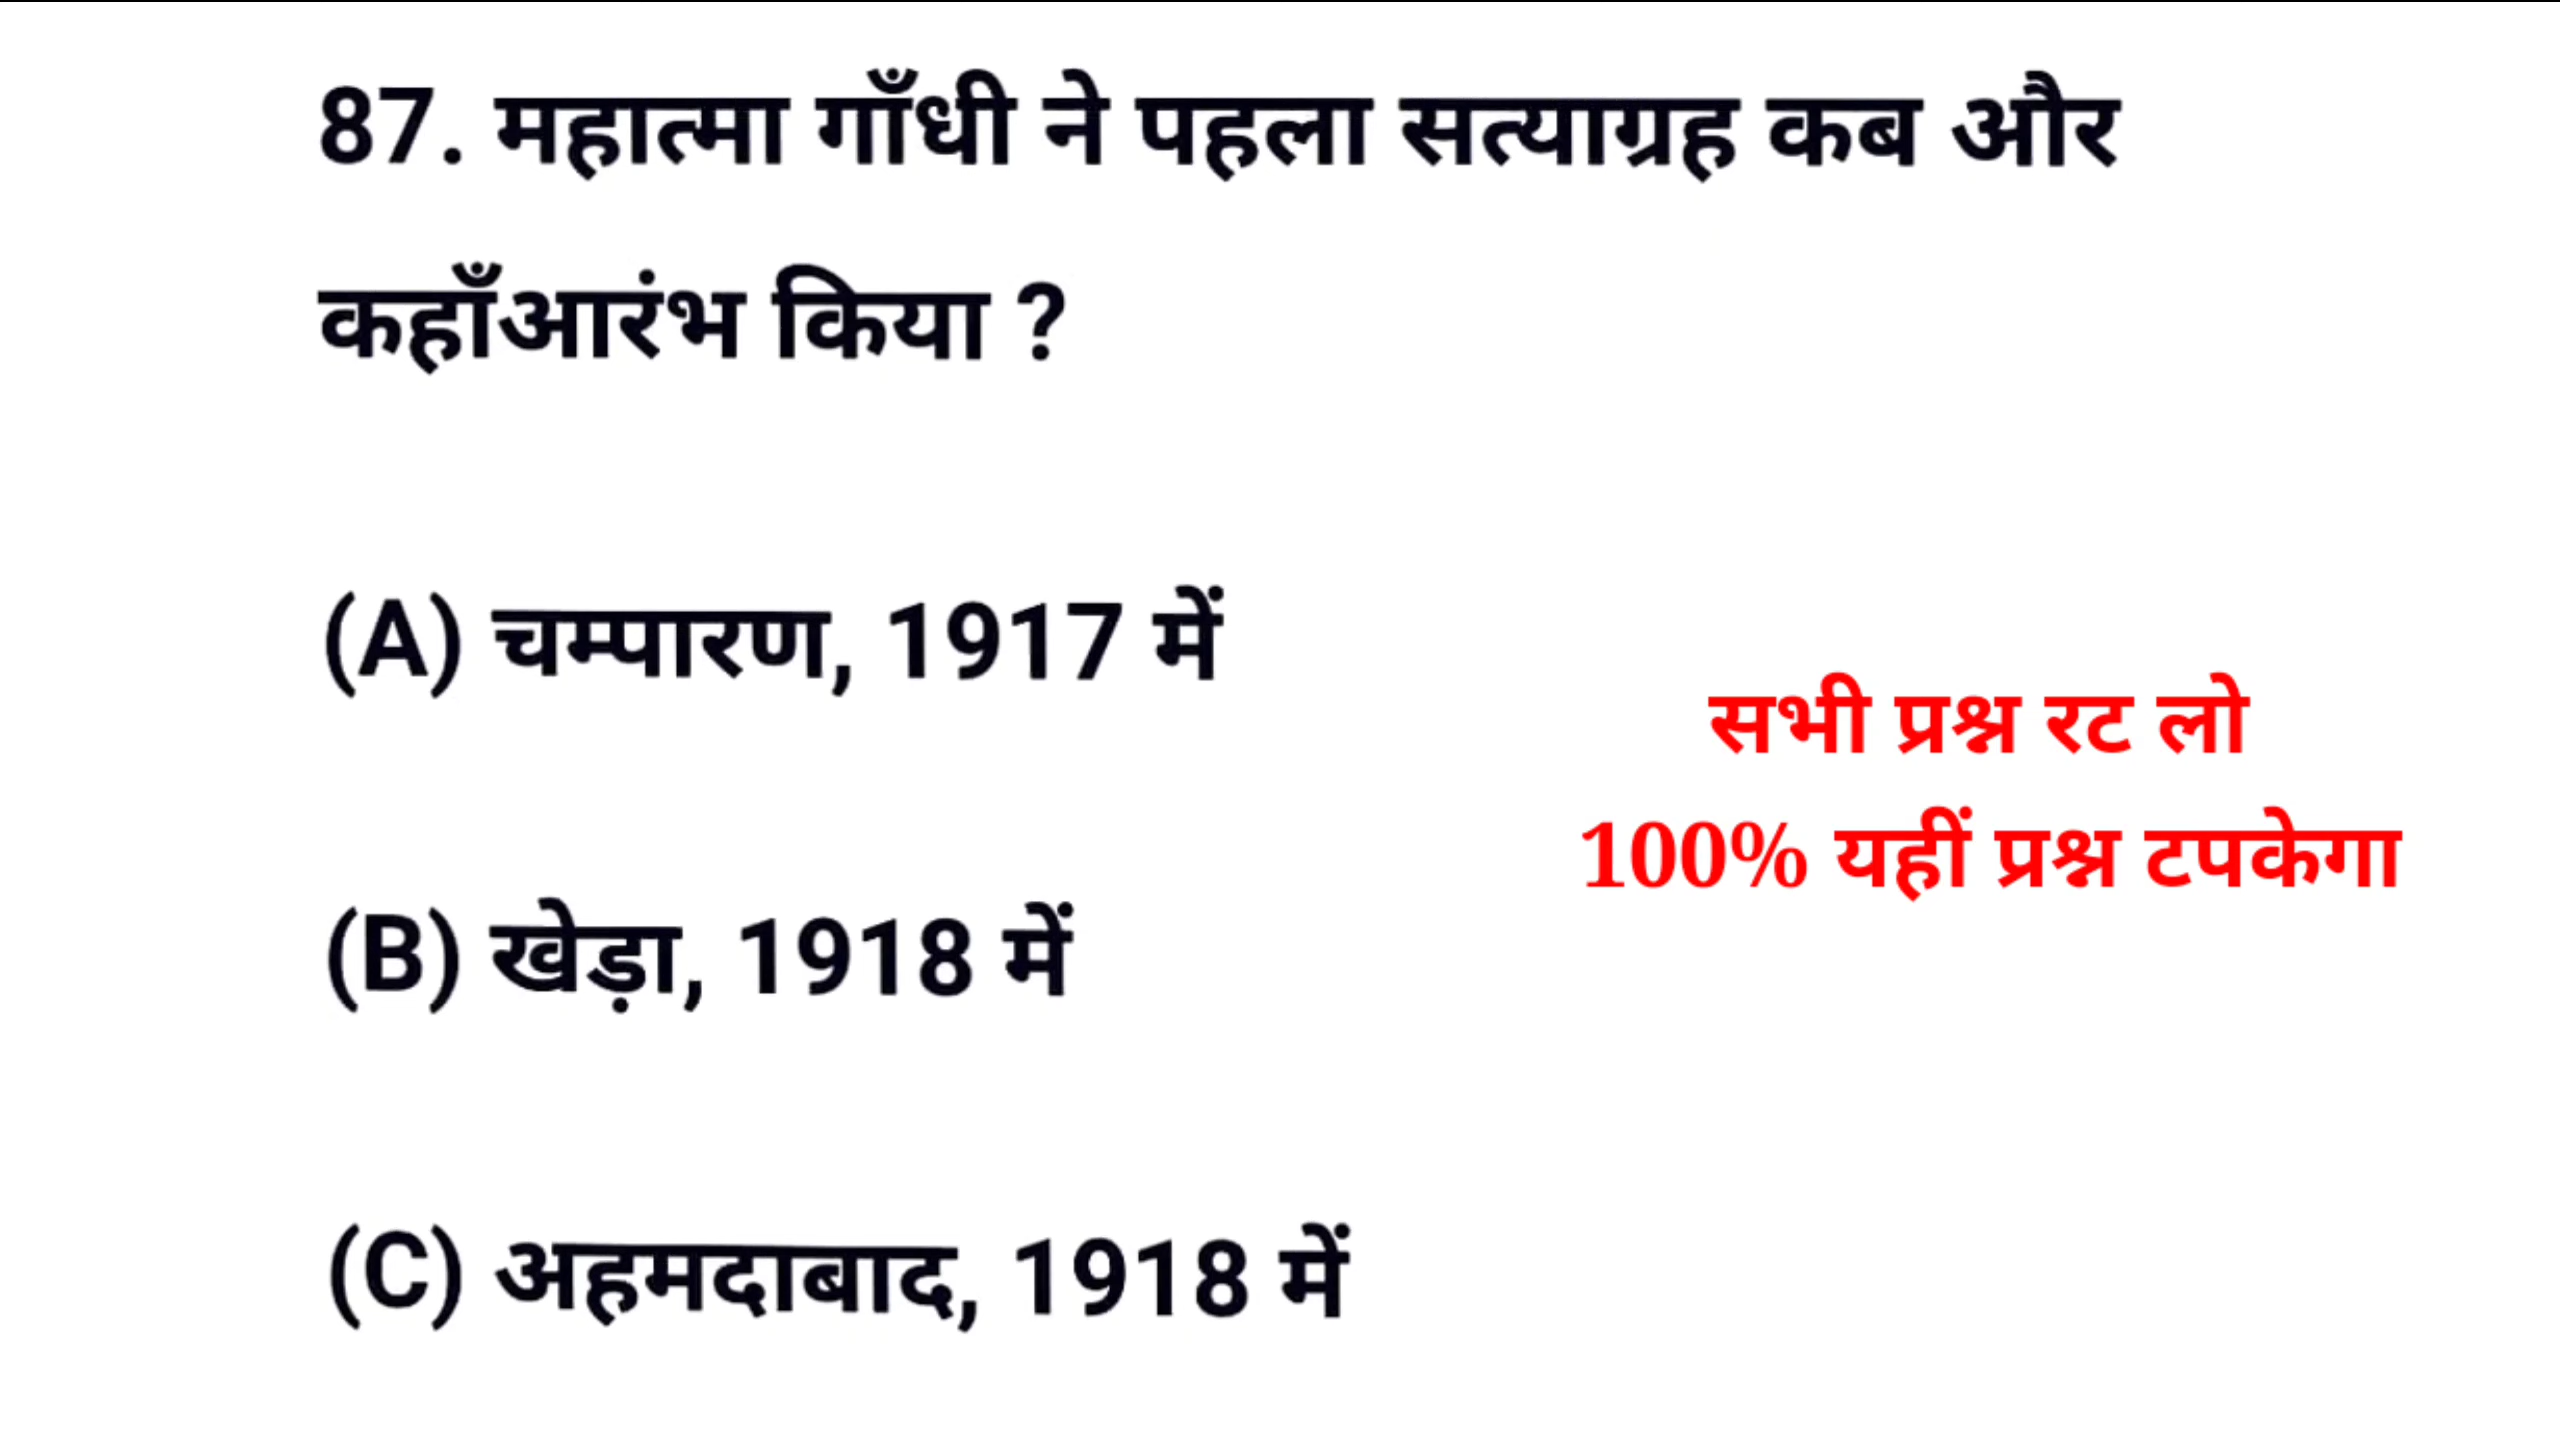 87. महात्मा गाँधी ने पहला सत्याग्रह कब और
कहाँआरंभ किया ?
(A) चम्पारण, 1917 में
सभी प्रश्न रट लो
100% यहीं प्रश्न टपकेगा
(B) खेड़ा, 1918 में
(C) अहमदाबाद, 1918 में